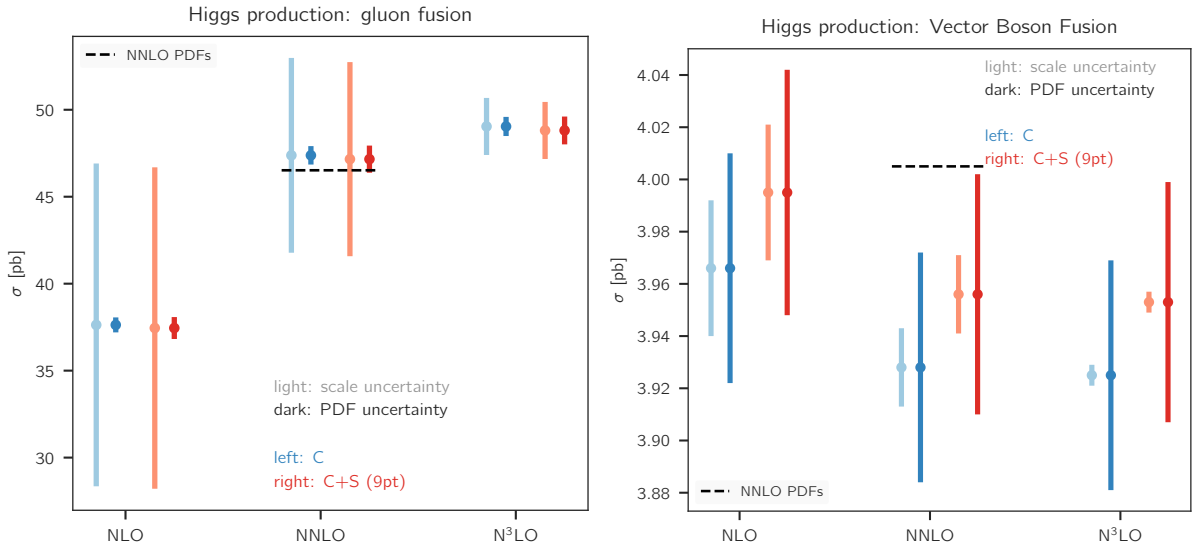 Higgs production: gluon fusion
NNLO PDFs
50
45
40
35
30
σ [pb]
light: scale uncertainty
dark: PDF uncertainty
left: C
right: C+S (9pt)
NLO
NNLO
N³LO
Higgs production: Vector Boson Fusion
light: scale uncertainty
dark: PDF uncertainty
left: C
right: C+S (9pt)
4.04
4.02
4.00
3.98
3.96
3.94
3.92
3.90
3.88
σ [pb]
NNLO PDFs
NLO
NNLO
N³LO